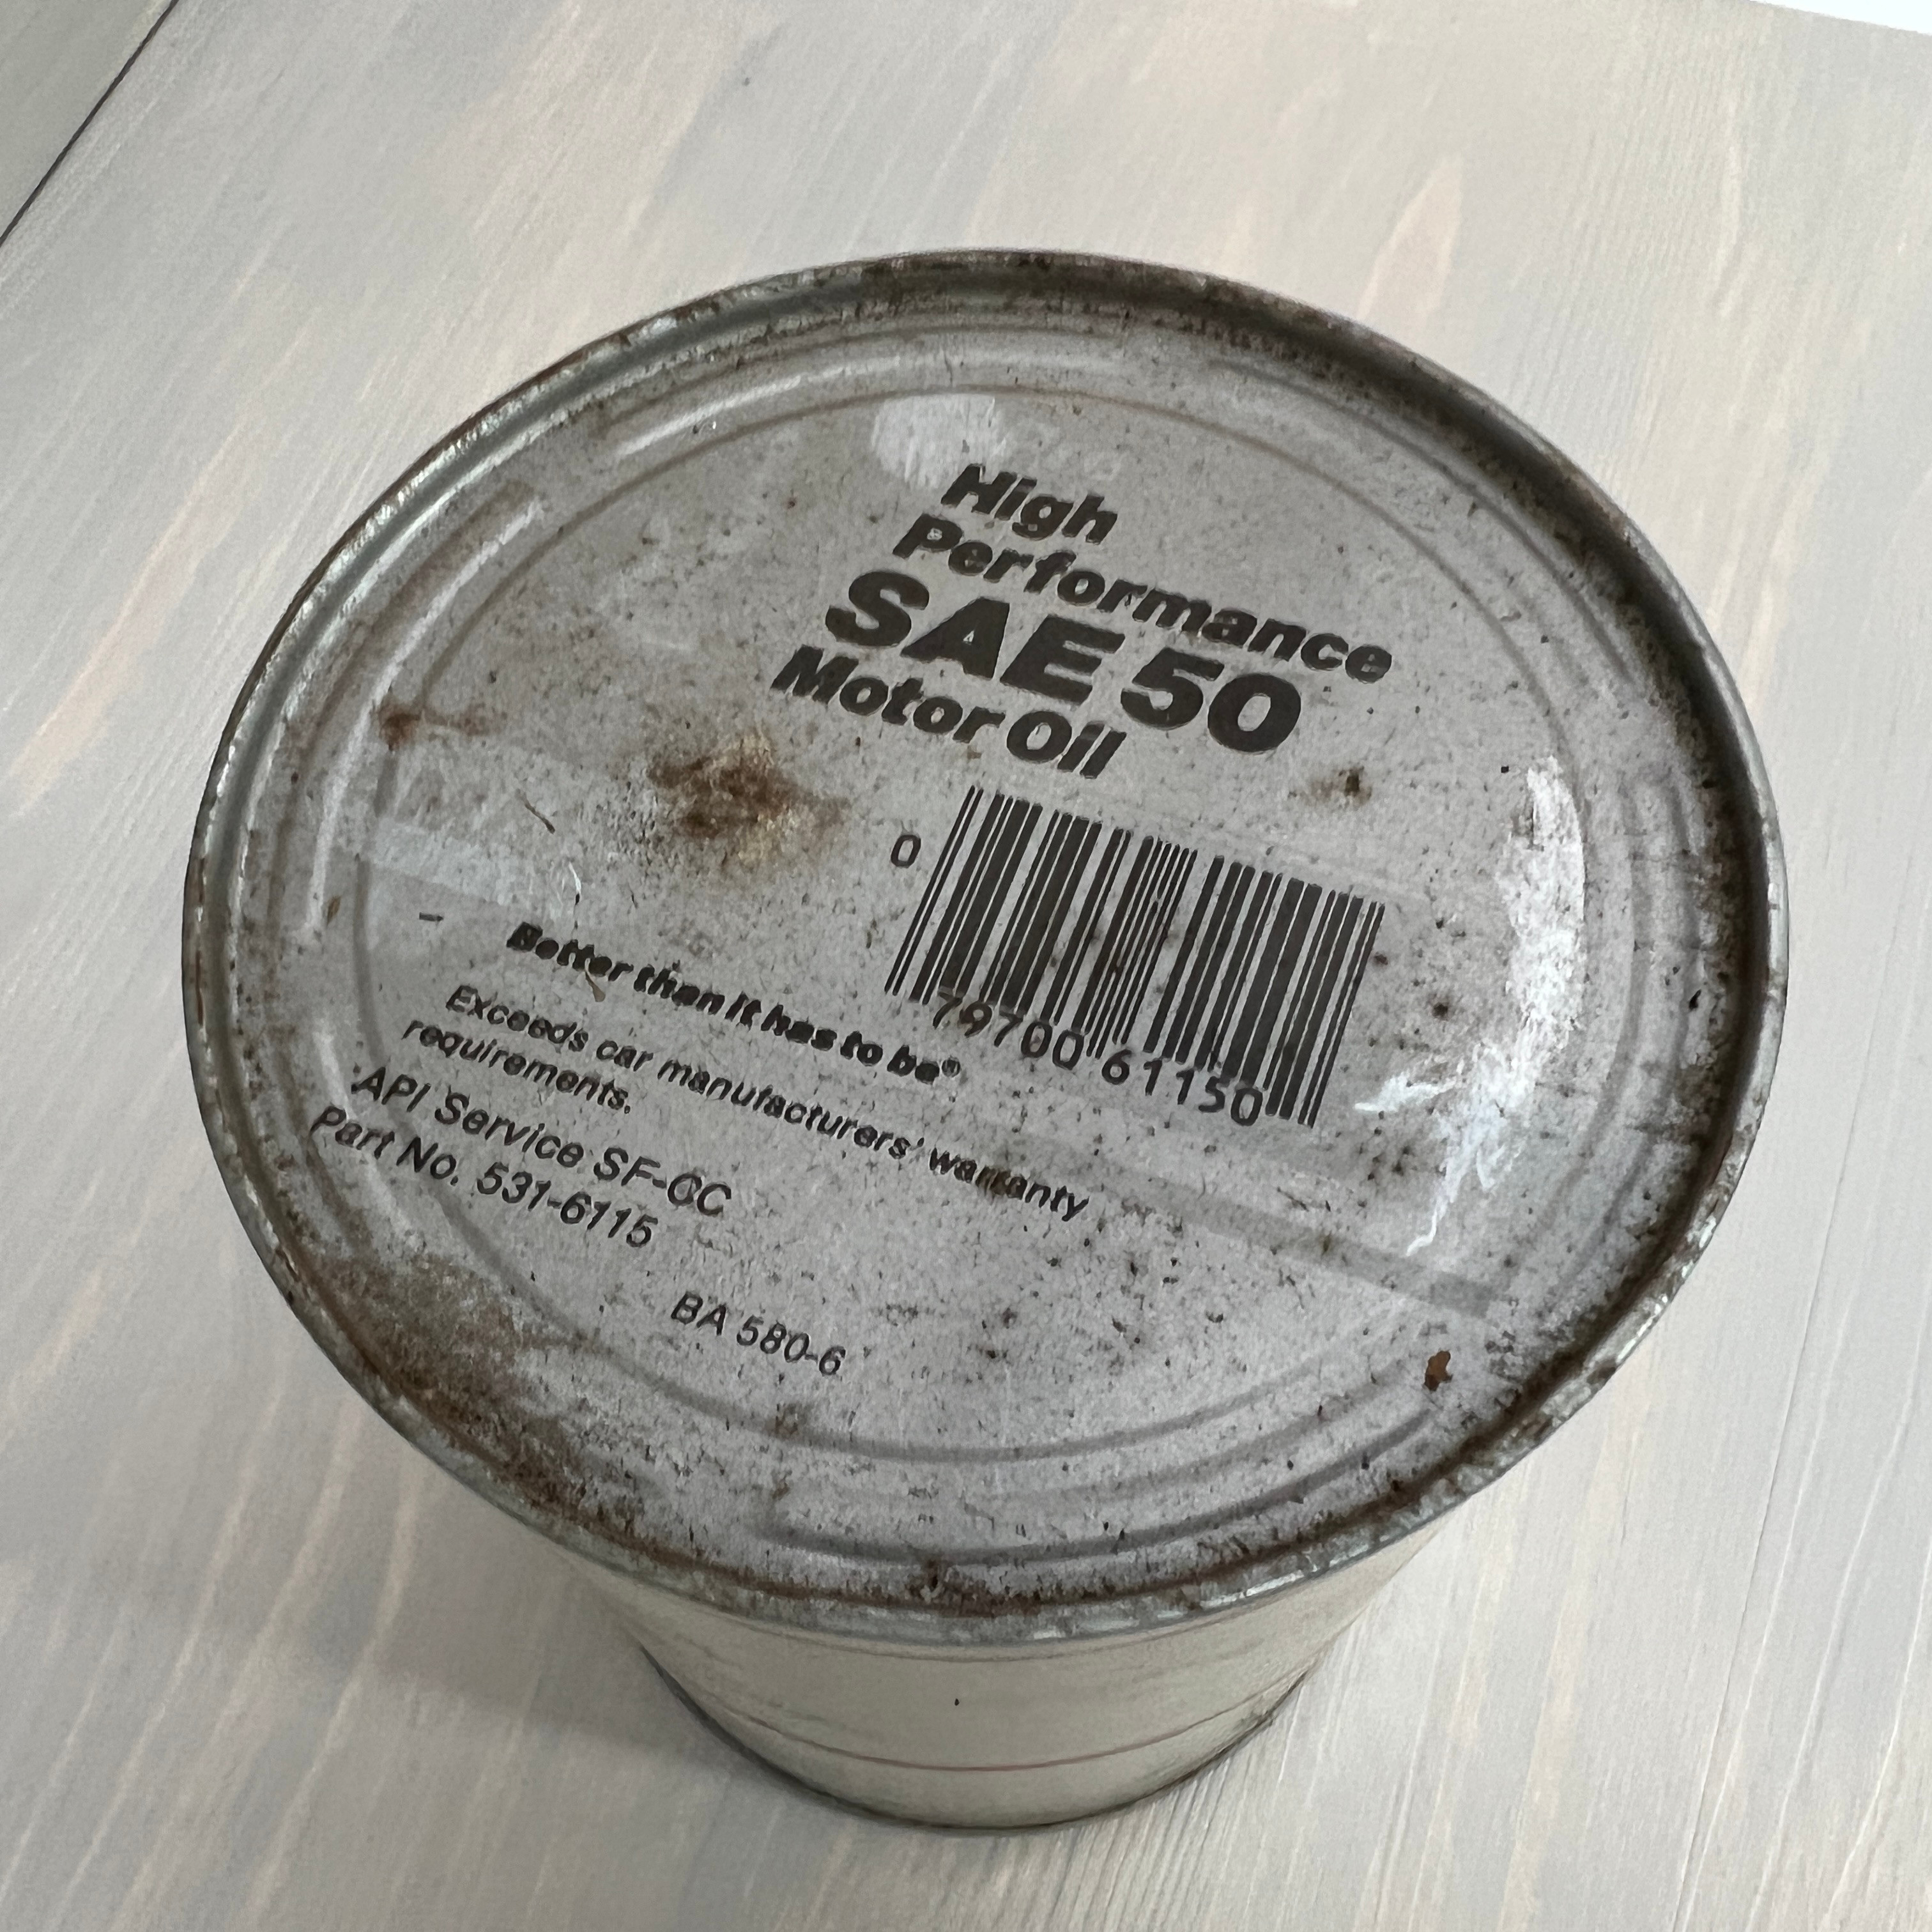 High
Performance
SAE 50
Motor Oil
0
79700 61150
Better than it has to be®
Exceeds car manufacturers' warranty
requirements.
API Service SF-CC
Part No. 531-6115
BA 580-6